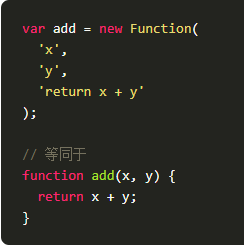 var add = new Function(
  'x',
  'y',
  'return x + y'
);

// 等同于
function add(x, y) {
  return x + y;
}